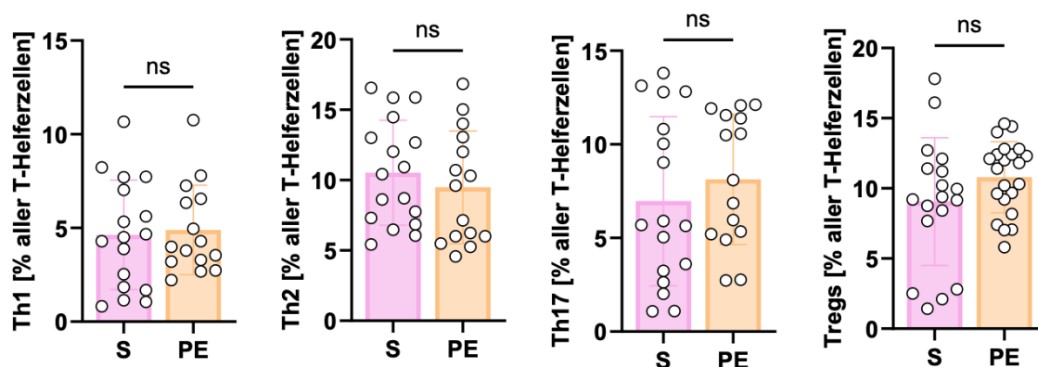 Th1 [% aller T-Helferzellen]
15
10
5
0
ns
S PE
Th2 [% aller T-Helferzellen]
20
15
10
5
0
ns
S PE
Th17 [% aller T-Helferzellen]
15
10
5
0
ns
S PE
Tregs [% aller T-Helferzellen]
20
15
10
5
0
ns
S PE